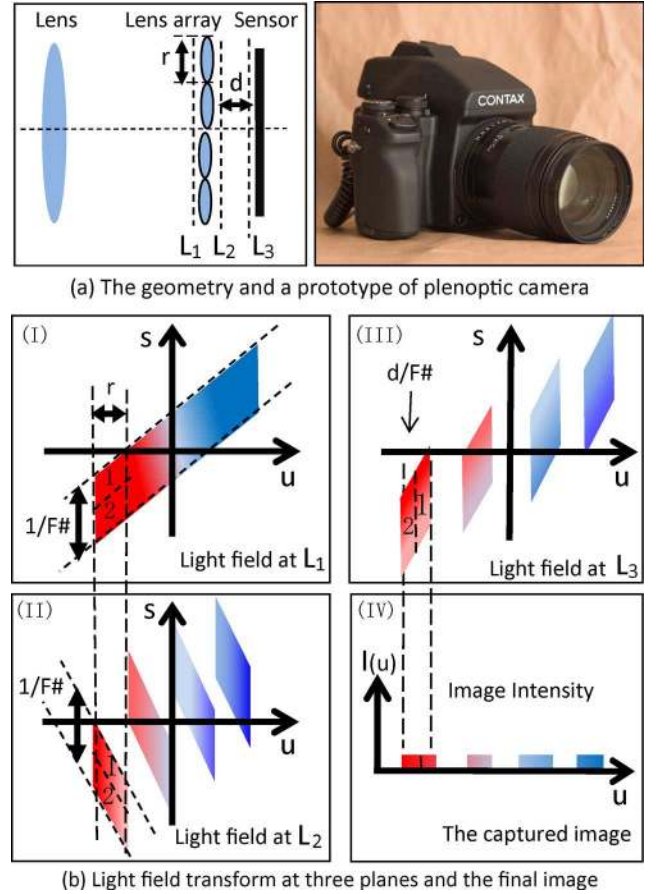 Lens
Lens array
Sensor
r
d
L1
L2
L3
CONTAX
(a) The geometry and a prototype of plenoptic camera
(I)
s
r
1
2
1/F#
u
Light field at L1
(III)
s
d/F#
u
1
2
Light field at L3
(II)
s
1/F#
1
2
u
Light field at L2
(IV)
I(u)
Image Intensity
u
The captured image
(b) Light field transform at three planes and the final image